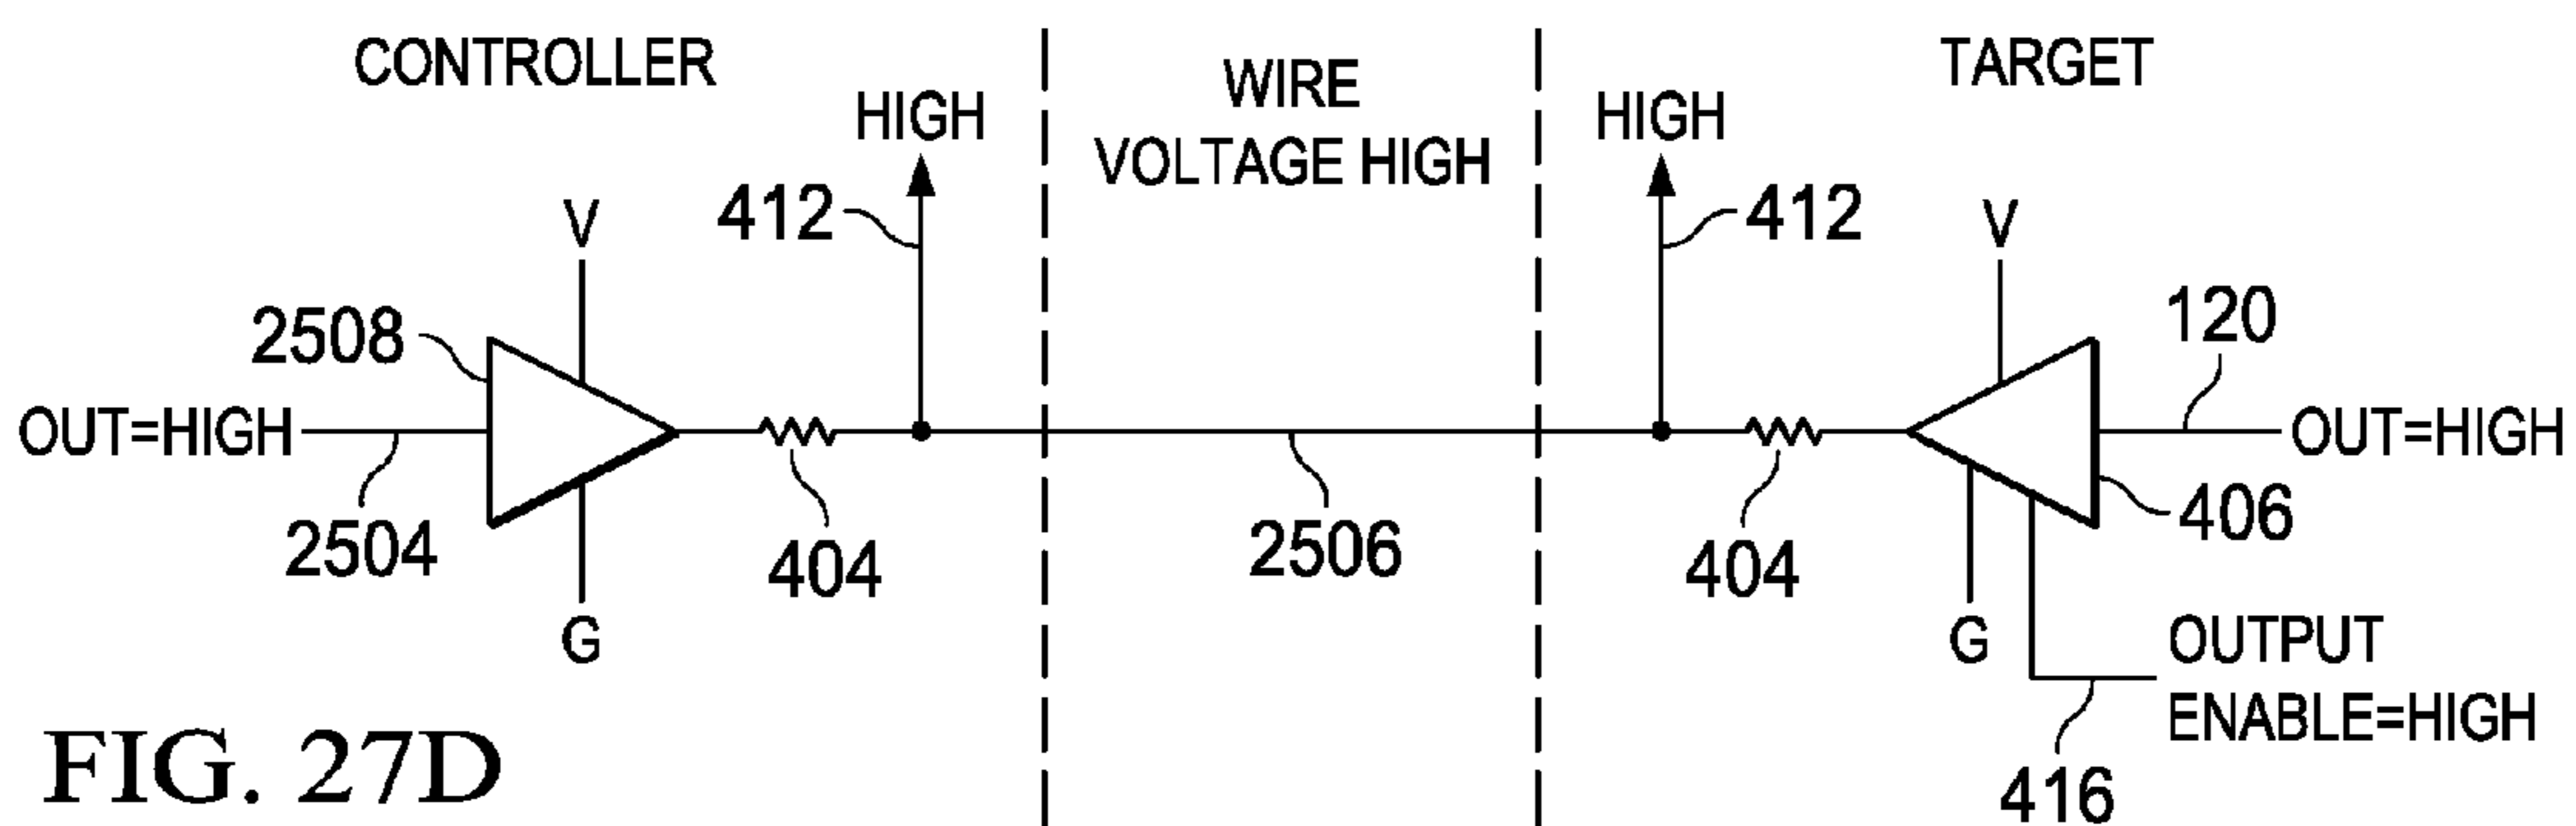 CONTROLLER
WIRE
VOLTAGE HIGH
TARGET
HIGH
HIGH
412
412
V
V
2508
120
OUT=HIGH
OUT=HIGH
2504
404
2506
404
406
G
G
OUTPUT
ENABLE=HIGH
416
FIG. 27D